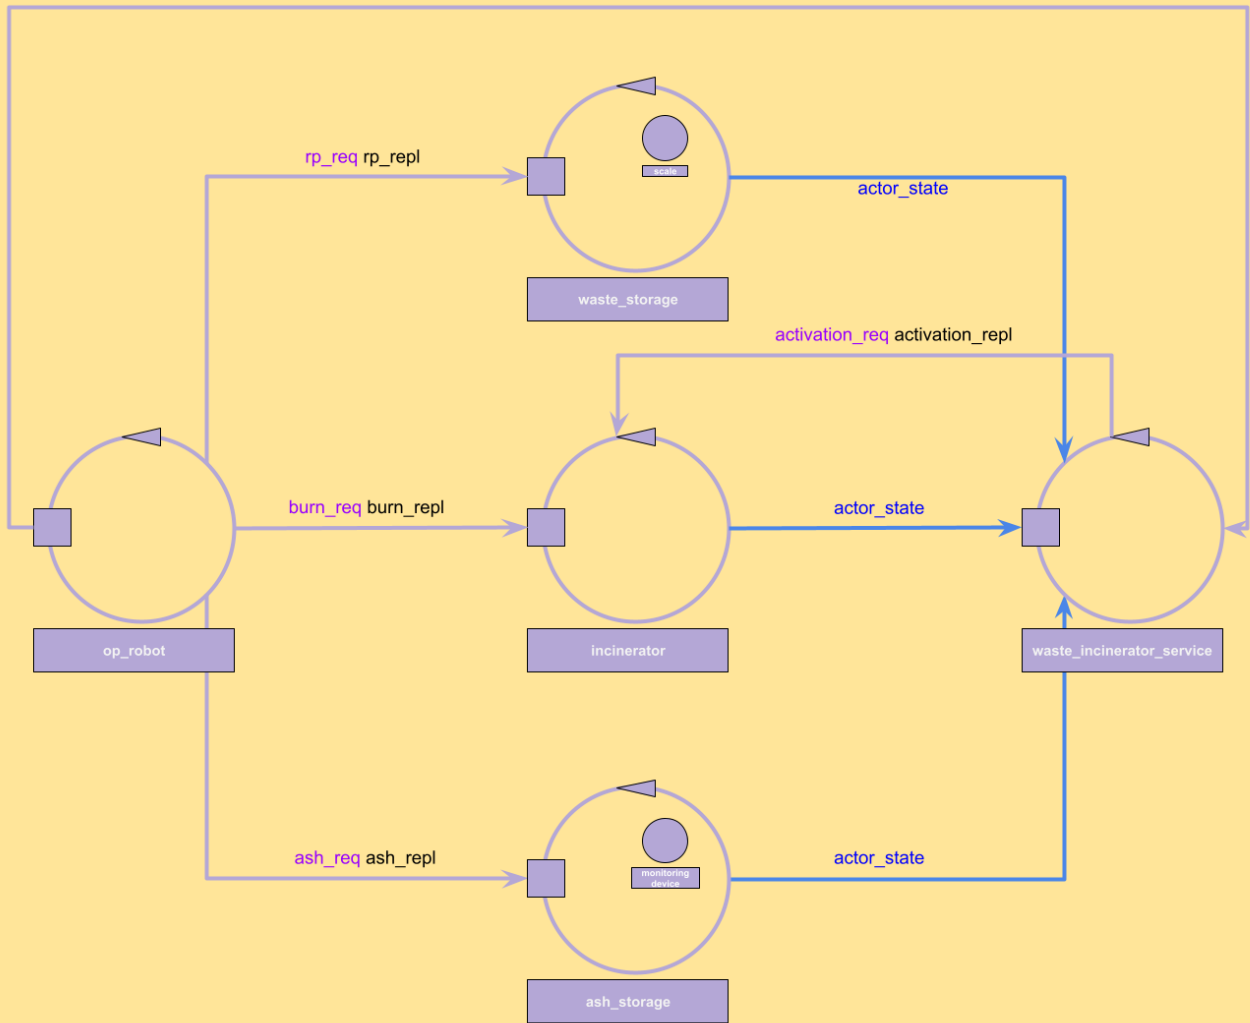 rp_req rp_repl
scale
actor_state
waste_storage
activation_req activation_repl
burn_req burn_repl
actor_state
op_robot
incinerator
waste_incinerator_service
ash_req ash_repl
actor_state
monitoring
device
ash_storage